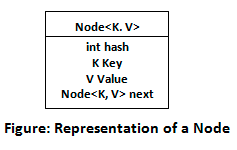 Node<K. V>
int hash
K Key
V Value
Node<K, V> next
Figure: Representation of a Node